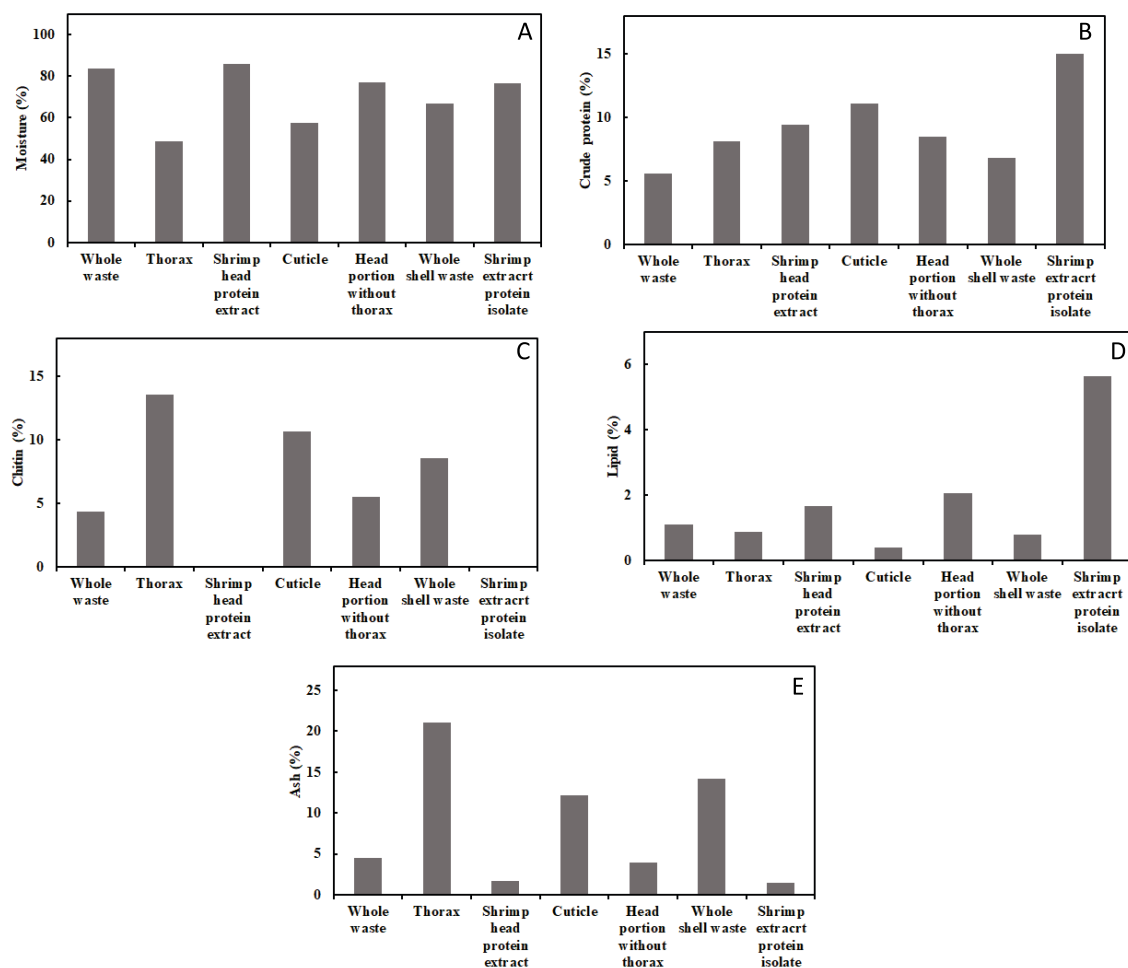 A
Moisture (%)
100
80
60
40
20
0
Whole waste
Thorax
Shrimp head protein extract
Cuticle
Head portion without thorax
Whole shell waste
Shrimp extracrt protein isolate
B
Crude protein (%)
15
10
5
0
Whole waste
Thorax
Shrimp head protein extract
Cuticle
Head portion without thorax
Whole shell waste
Shrimp extracrt protein isolate
C
Chitin (%)
15
10
5
0
Whole waste
Thorax
Shrimp head protein extract
Cuticle
Head portion without thorax
Whole shell waste
Shrimp extracrt protein isolate
D
Lipid (%)
6
4
2
0
Whole waste
Thorax
Shrimp head protein extract
Cuticle
Head portion without thorax
Whole shell waste
Shrimp extracrt protein isolate
E
Ash (%)
25
20
15
10
5
0
Whole waste
Thorax
Shrimp head protein extract
Cuticle
Head portion without thorax
Whole shell waste
Shrimp extracrt protein isolate